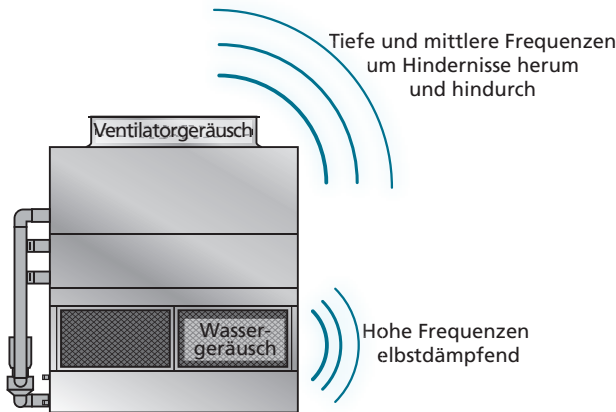 Tiefe und mittlere Frequenzen
um Hindernisse herum
und hindurch
Ventilatorgeräusch
Wasser-
geräusch
Hohe Frequenzen
elbstdämpfend